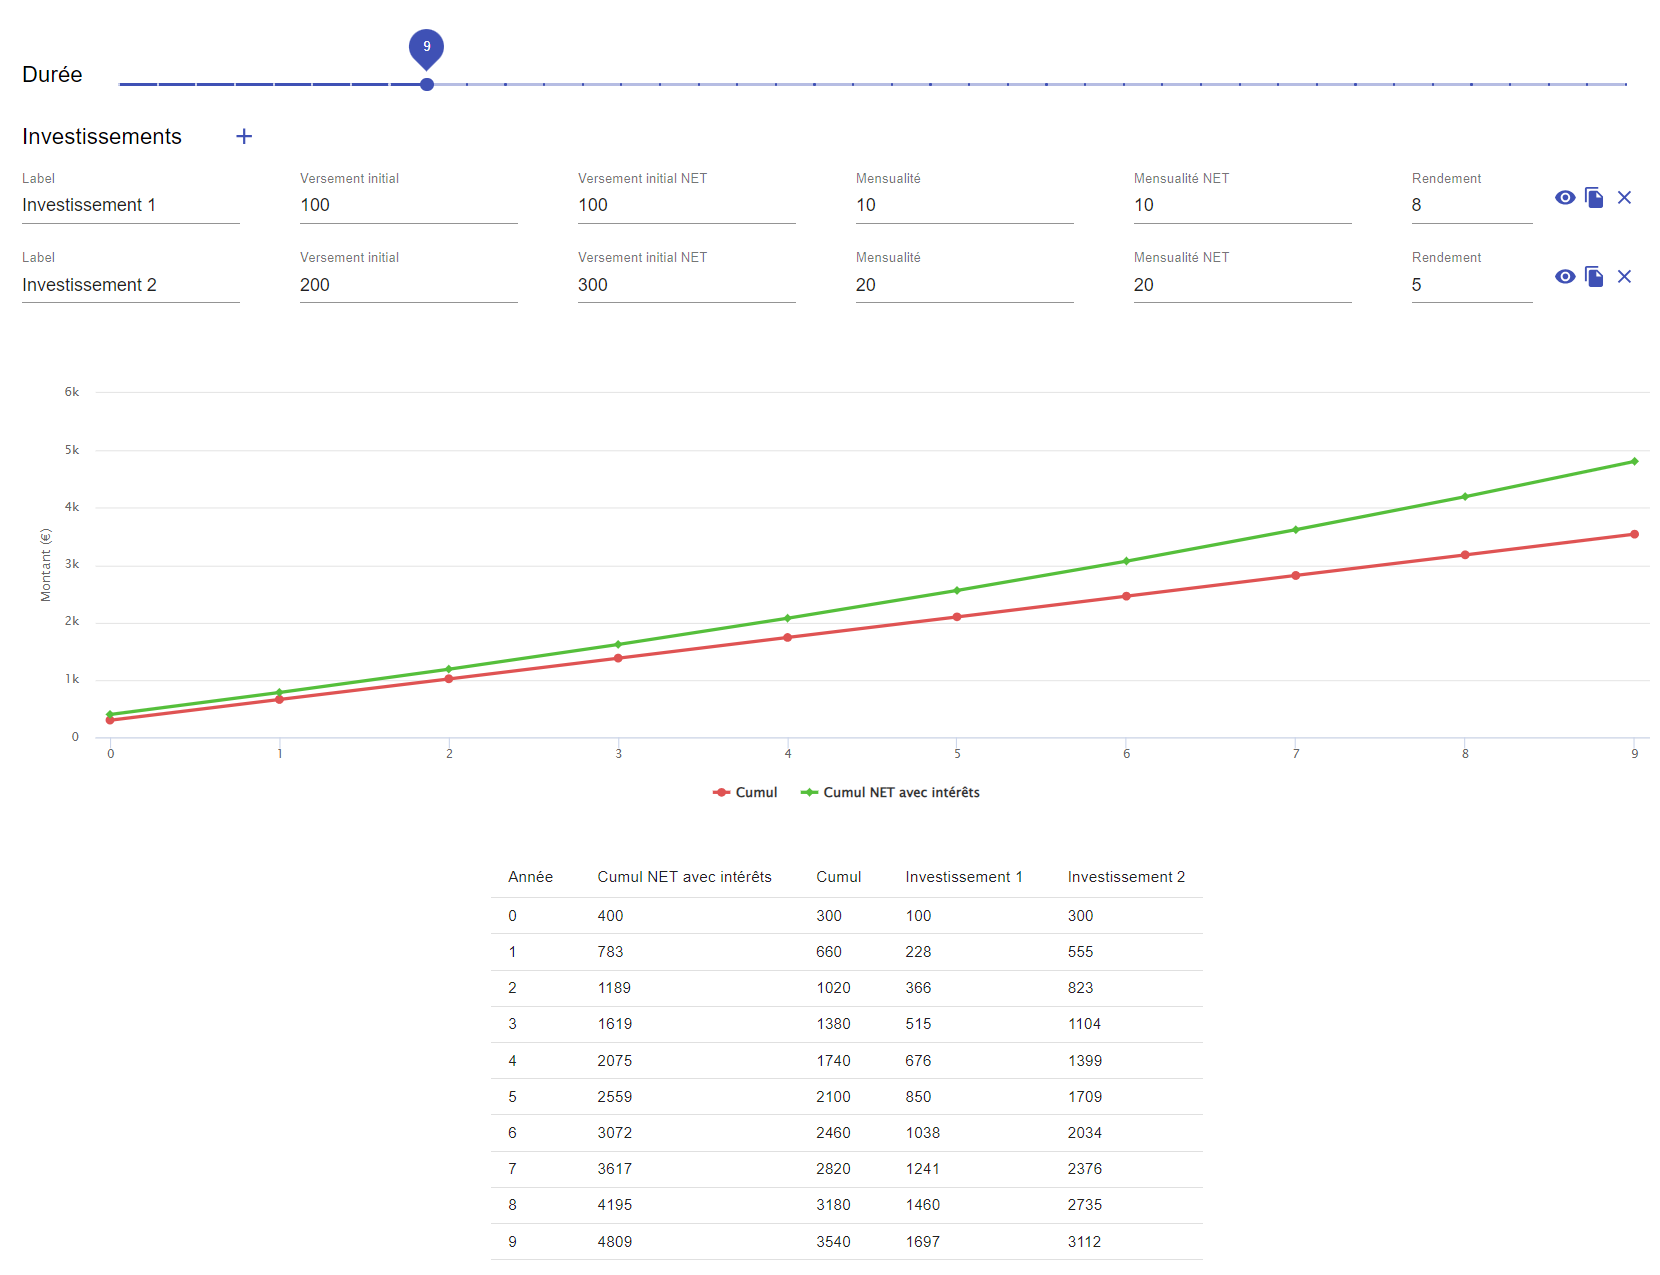 9
Durée
Investissements +
Label Versement initial Versement initial NET Mensualité Mensualité NET Rendement
Investissement 1 100 100 10 10 8
Label Versement initial Versement initial NET Mensualité Mensualité NET Rendement
Investissement 2 200 300 20 20 5
6k
5k
4k
3k
2k
1k
0
Montant (€)
0 1 2 3 4 5 6 7 8 9
Cumul Cumul NET avec intérêts
Année Cumul NET avec intérêts Cumul Investissement 1 Investissement 2
0 400 300 100 300
1 783 660 228 555
2 1189 1020 366 823
3 1619 1380 515 1104
4 2075 1740 676 1399
5 2559 2100 850 1709
6 3072 2460 1038 2034
7 3617 2820 1241 2376
8 4195 3180 1460 2735
9 4809 3540 1697 3112